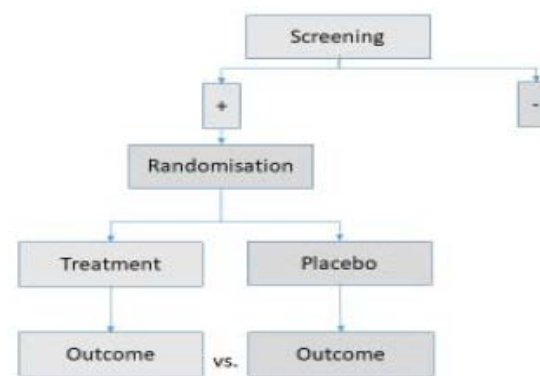 Screening
+
-
Randomisation
Treatment
Placebo
Outcome
vs.
Outcome